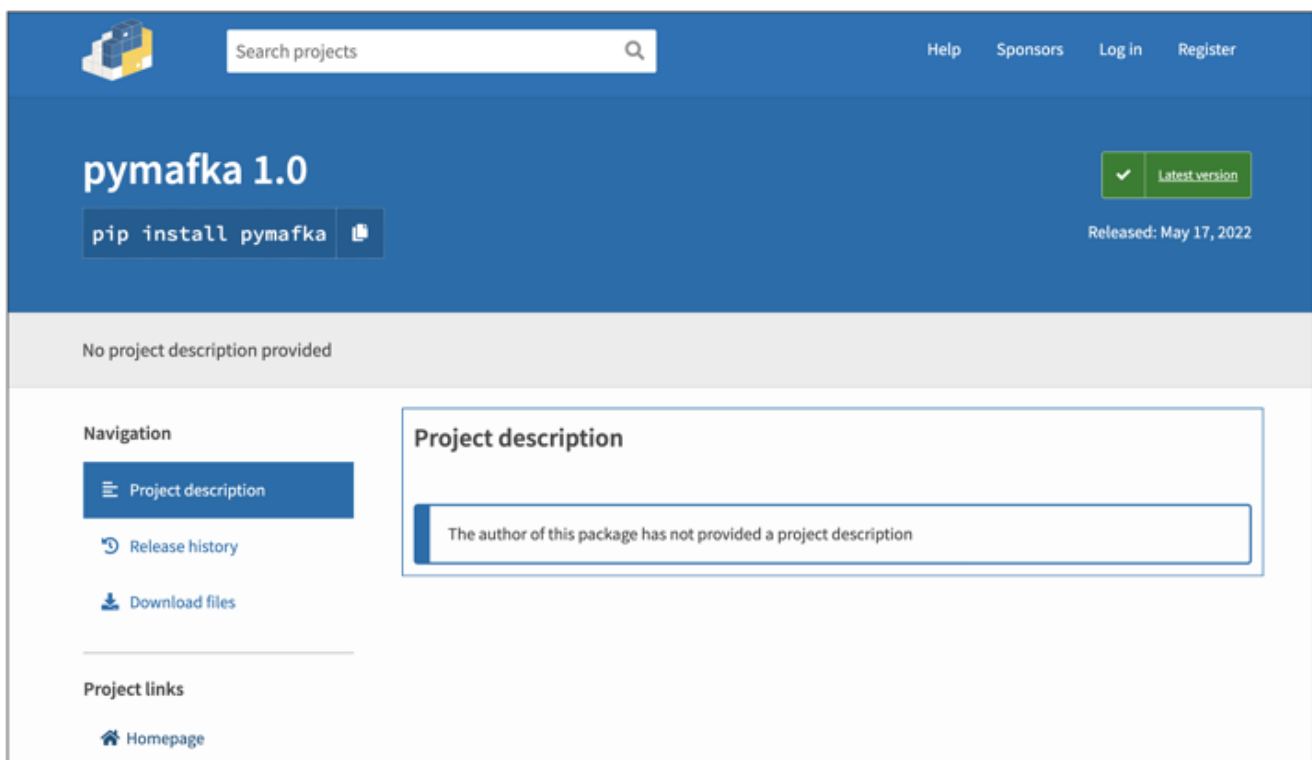 Search projects
Help Sponsors Log in Register
pymafka 1.0
Latest version
pip install pymafka
Released: May 17, 2022
No project description provided
Navigation
Project description
Release history
Download files
Project links
Homepage
Project description
The author of this package has not provided a project description